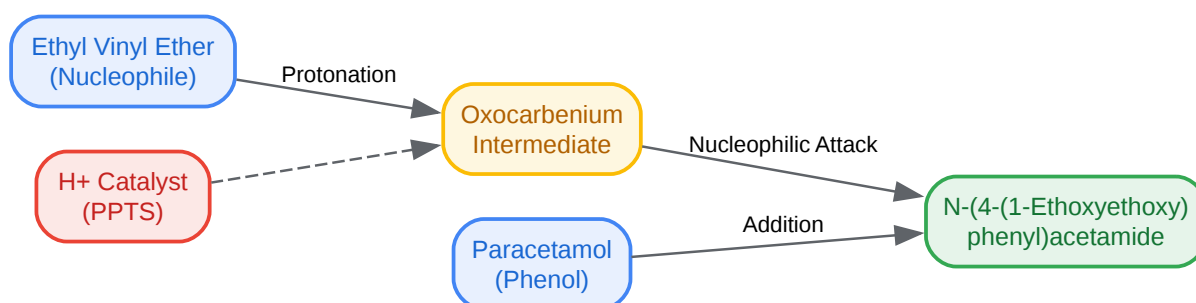 Ethyl Vinyl Ether
(Nucleophile)
Protonation
H+ Catalyst
(PPTS)
Oxocarbenium
Intermediate
Nucleophilic Attack
Paracetamol
(Phenol)
Addition
N-(4-(1-Ethoxyethoxy)
phenyl)acetamide